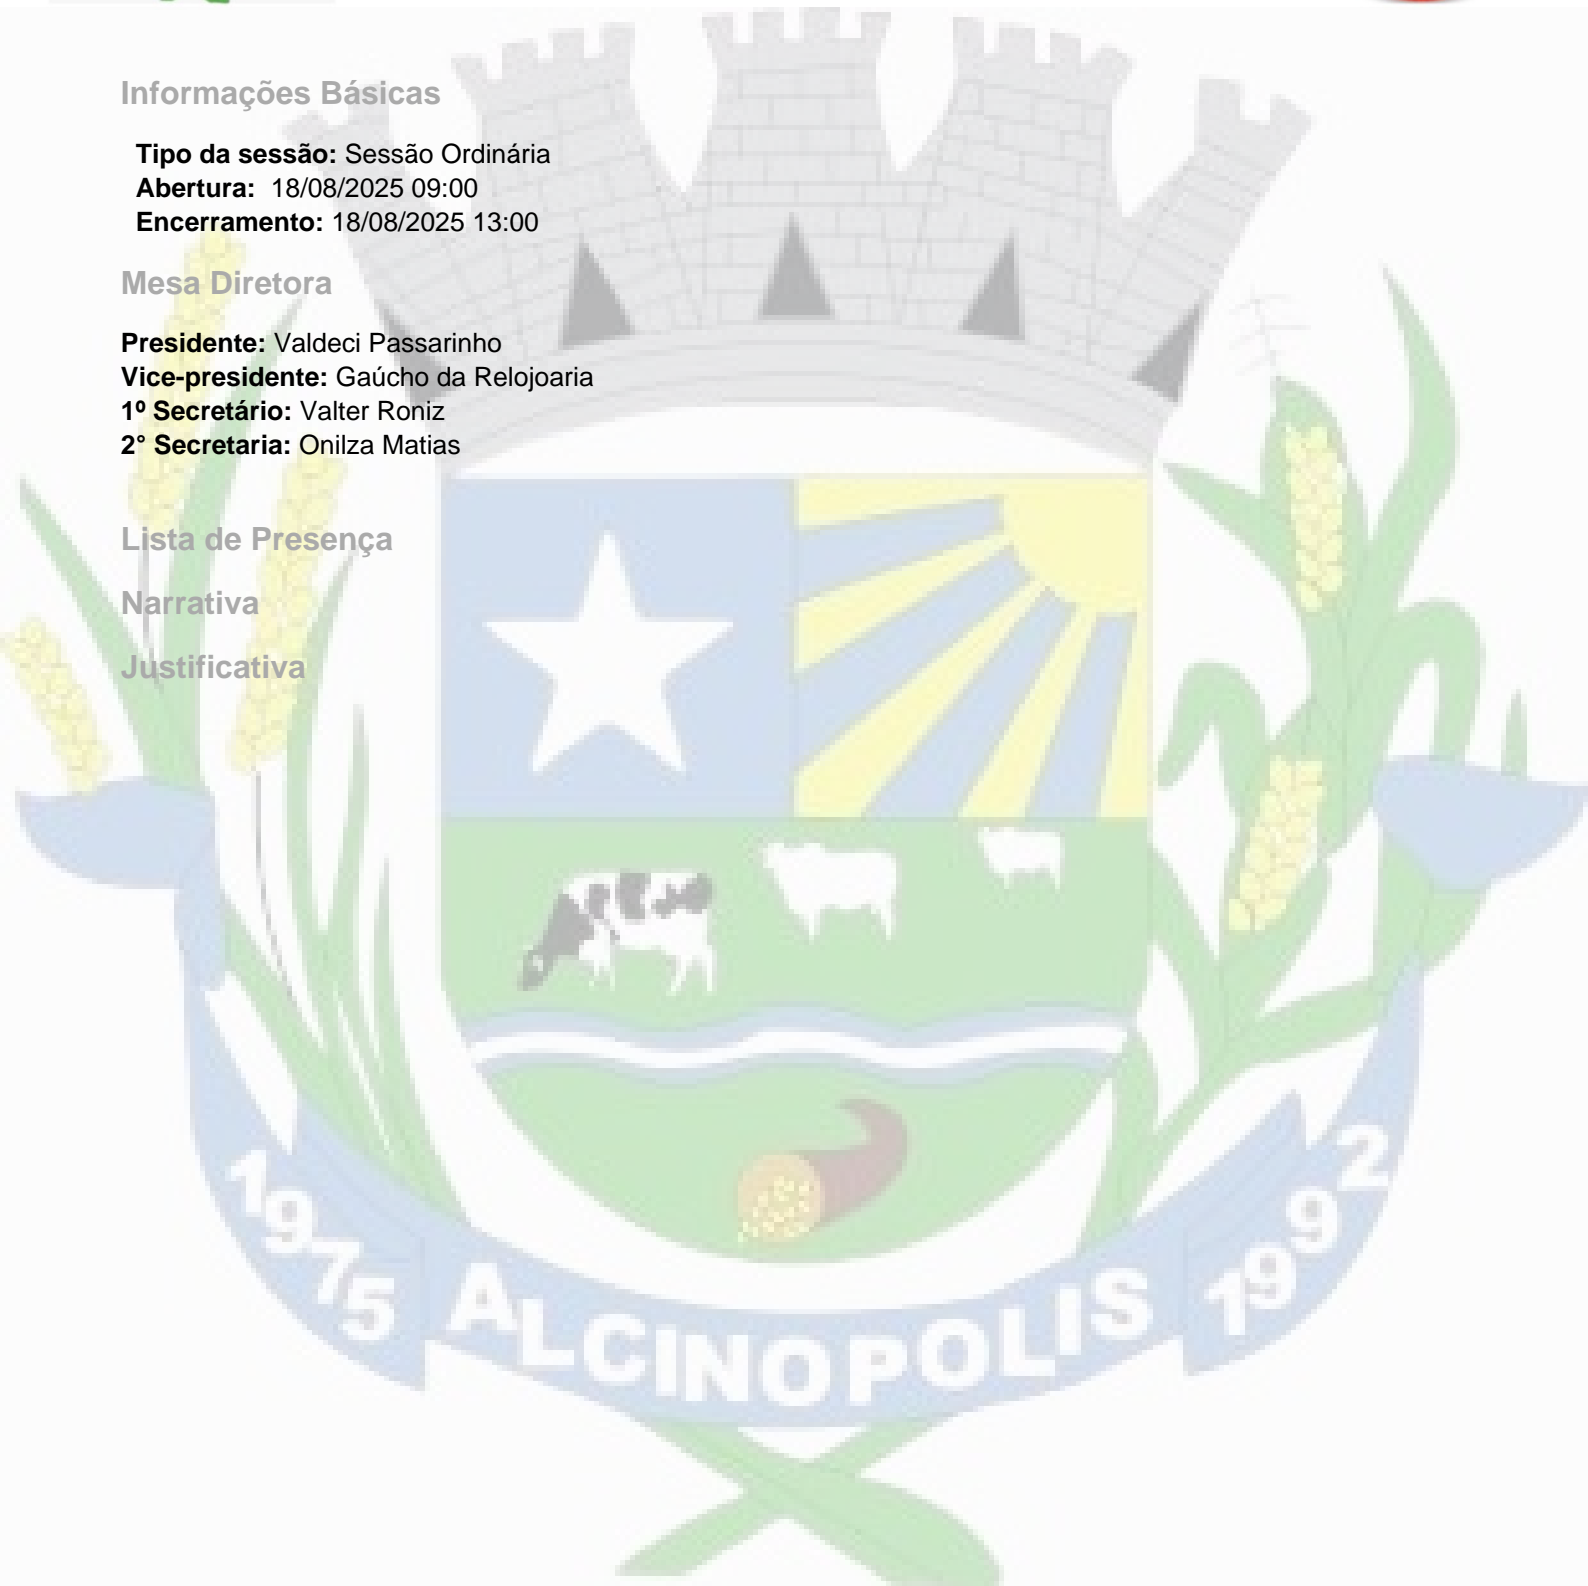 Informações Básicas
Tipo da sessão: Sessão Ordinária
Abertura: 18/08/2025 09:00
Encerramento: 18/08/2025 13:00
Mesa Diretora
Presidente: Valdeci Passarinho
Vice-presidente: Gaúcho da Relojoaria
1º Secretário: Valter Roniz
2° Secretaria: Onilza Matias
Lista de Presença
Narrativa
Justificativa
1975 ALCINOPOLIS 1992